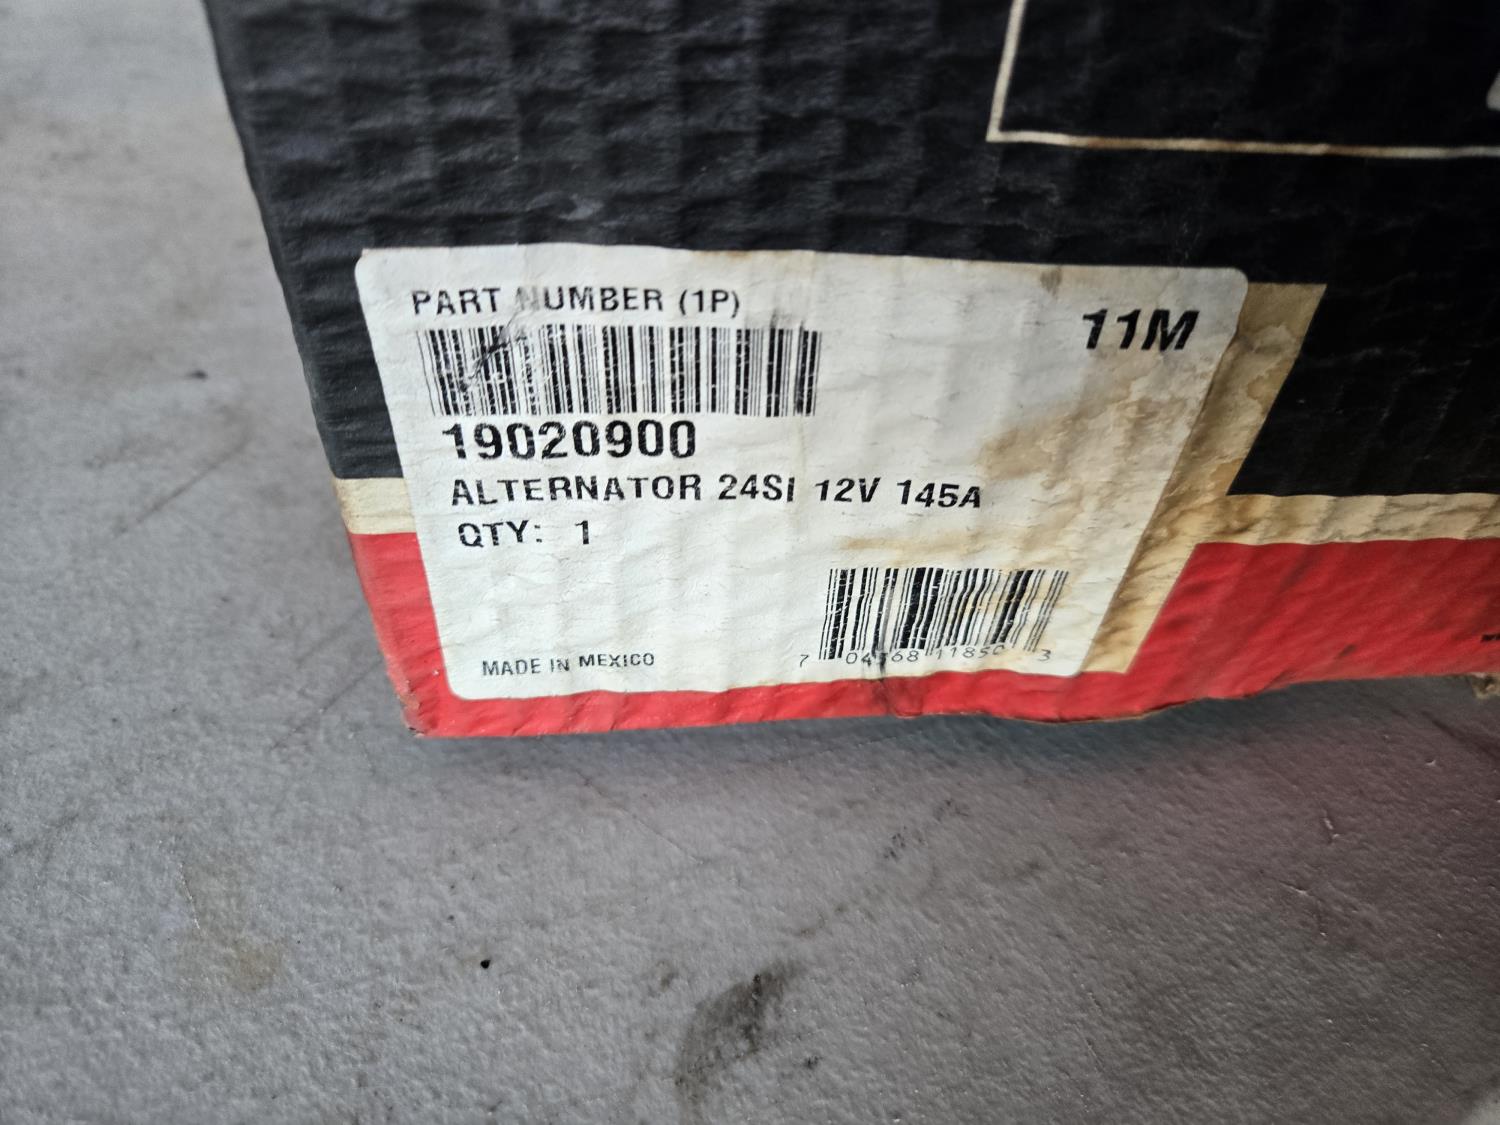 PART NUMBER (1P)
11M
19020900
ALTERNATOR 24SI 12V 145A
QTY: 1
MADE IN MEXICO